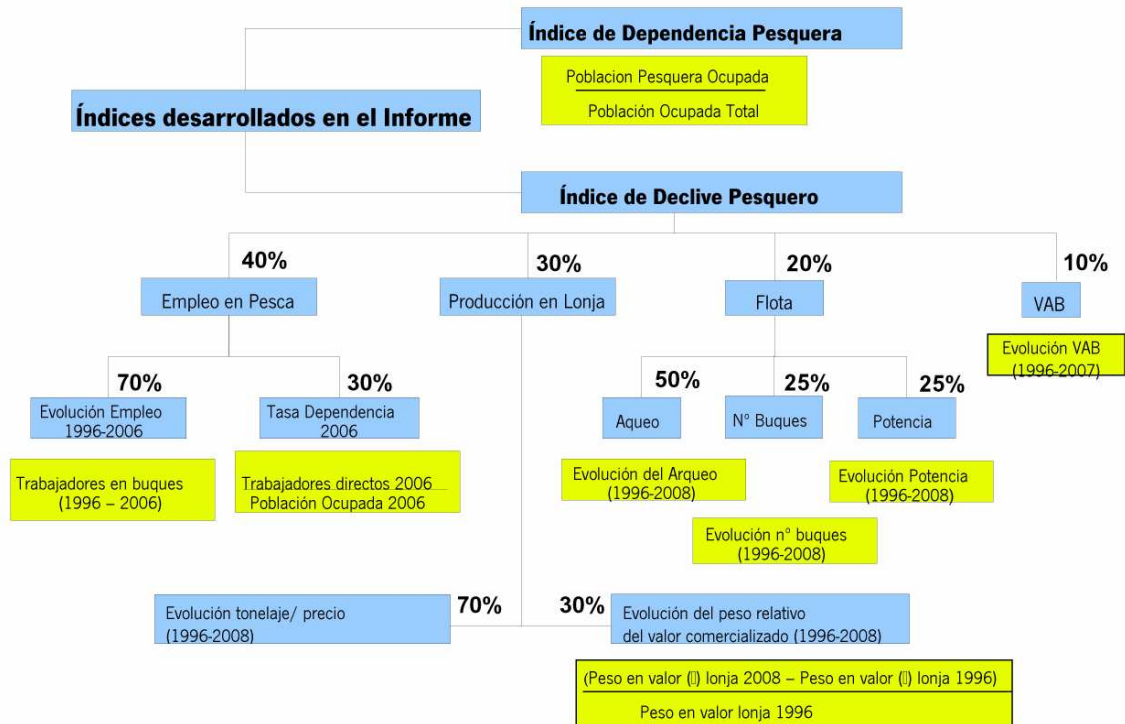 Índice de Dependencia Pesquera
Poblacion Pesquera Ocupada
Población Ocupada Total
Índices desarrollados en el Informe
Índice de Declive Pesquero
40%
30%
20%
10%
Empleo en Pesca
Producción en Lonja
Flota
VAB
Evolución VAB
(1996-2007)
70%
30%
50%
25%
25%
Evolución Empleo
1996-2006
Tasa Dependencia
2006
Aqueo
N° Buques
Potencia
Trabajadores en buques
(1996 – 2006)
Trabajadores directos 2006
Población Ocupada 2006
Evolución del Arqueo
(1996-2008)
Evolución Potencia
(1996-2008)
Evolución n° buques
(1996-2008)
Evolución tonelaje/ precio
(1996-2008)
70%
30%
Evolución del peso relativo
del valor comercializado (1996-2008)
(Peso en valor (▯) lonja 2008 – Peso en valor (▯) lonja 1996)
Peso en valor lonja 1996